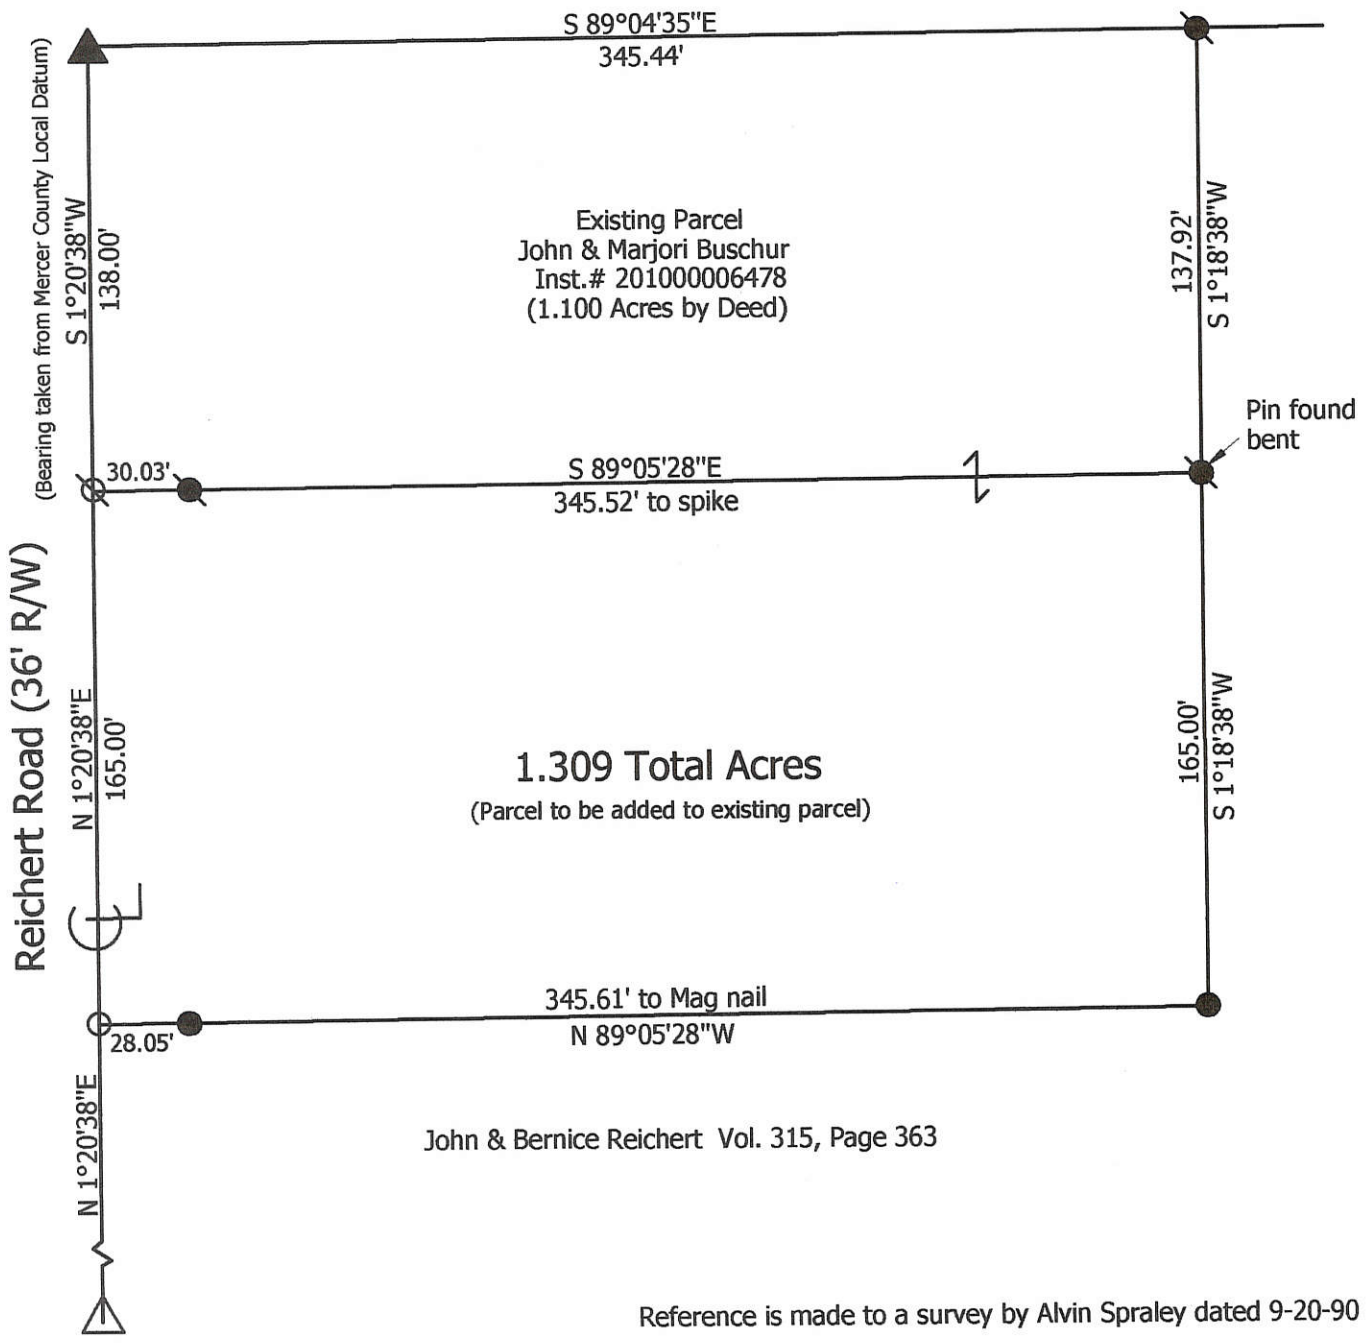 S 89°04'35"E
345.44'
(Bearing taken from Mercer County Local Datum)
S 1°20'38"W
138.00'
Existing Parcel
John & Marjori Buschur
Inst.# 201000006478
(1.100 Acres by Deed)
137.92'
S 1°18'38"W
Pin found
bent
30.03'
S 89°05'28"E
345.52' to spike
Reichert Road (36' R/W)
N 1°20'38"E
165.00'
1.309 Total Acres
(Parcel to be added to existing parcel)
165.00'
S 1°18'38"W
CL
345.61' to Mag nail
N 89°05'28"W
28.05'
N 1°20'38"E
John & Bernice Reichert Vol. 315, Page 363
Reference is made to a survey by Alvin Spraley dated 9-20-90